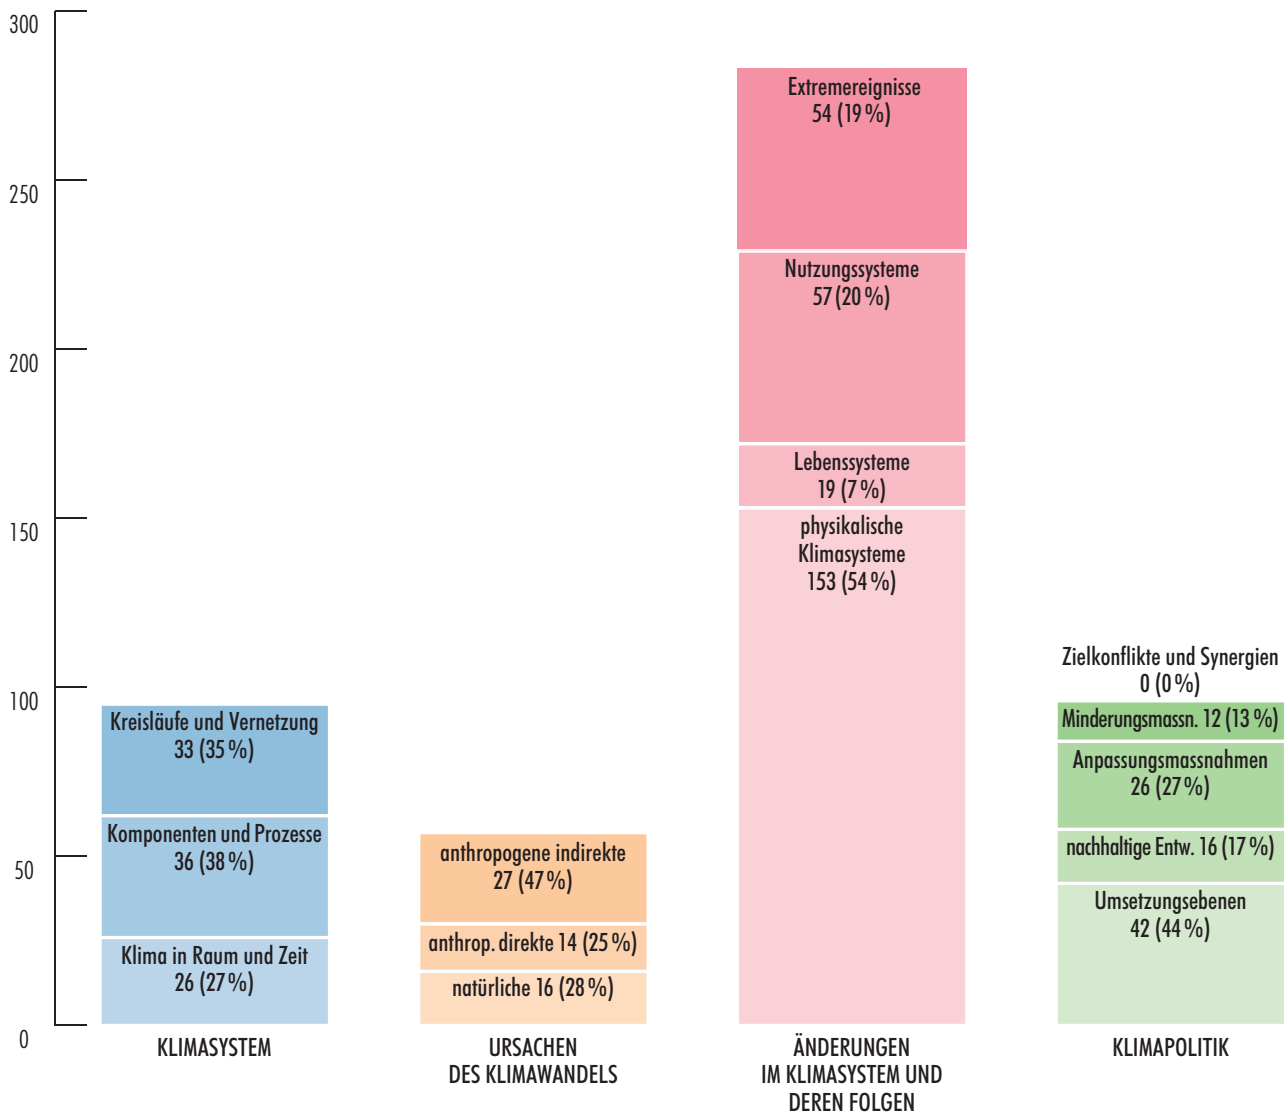 300
250
200
150
100
50
0
Kreisläufe und Vernetzung
33 (35 %)
Komponenten und Prozesse
36 (38 %)
Klima in Raum und Zeit
26 (27 %)
KLIMASYSTEM
anthropogene indirekte
27 (47 %)
anthrop. direkte 14 (25 %)
natürliche 16 (28 %)
URSACHEN
DES KLIMAWANDELS
Extremereignisse
54 (19 %)
Nutzungssysteme
57 (20 %)
Lebenssysteme
19 (7 %)
physikalische
Klimasysteme
153 (54 %)
ÄNDERUNGEN
IM KLIMASYSTEM UND
DEREN FOLGEN
Zielkonflikte und Synergien
0 (0 %)
Minderungsmassn. 12 (13 %)
Anpassungsmassnahmen
26 (27 %)
nachhaltige Entw. 16 (17 %)
Umsetzungsebenen
42 (44 %)
KLIMAPOLITIK